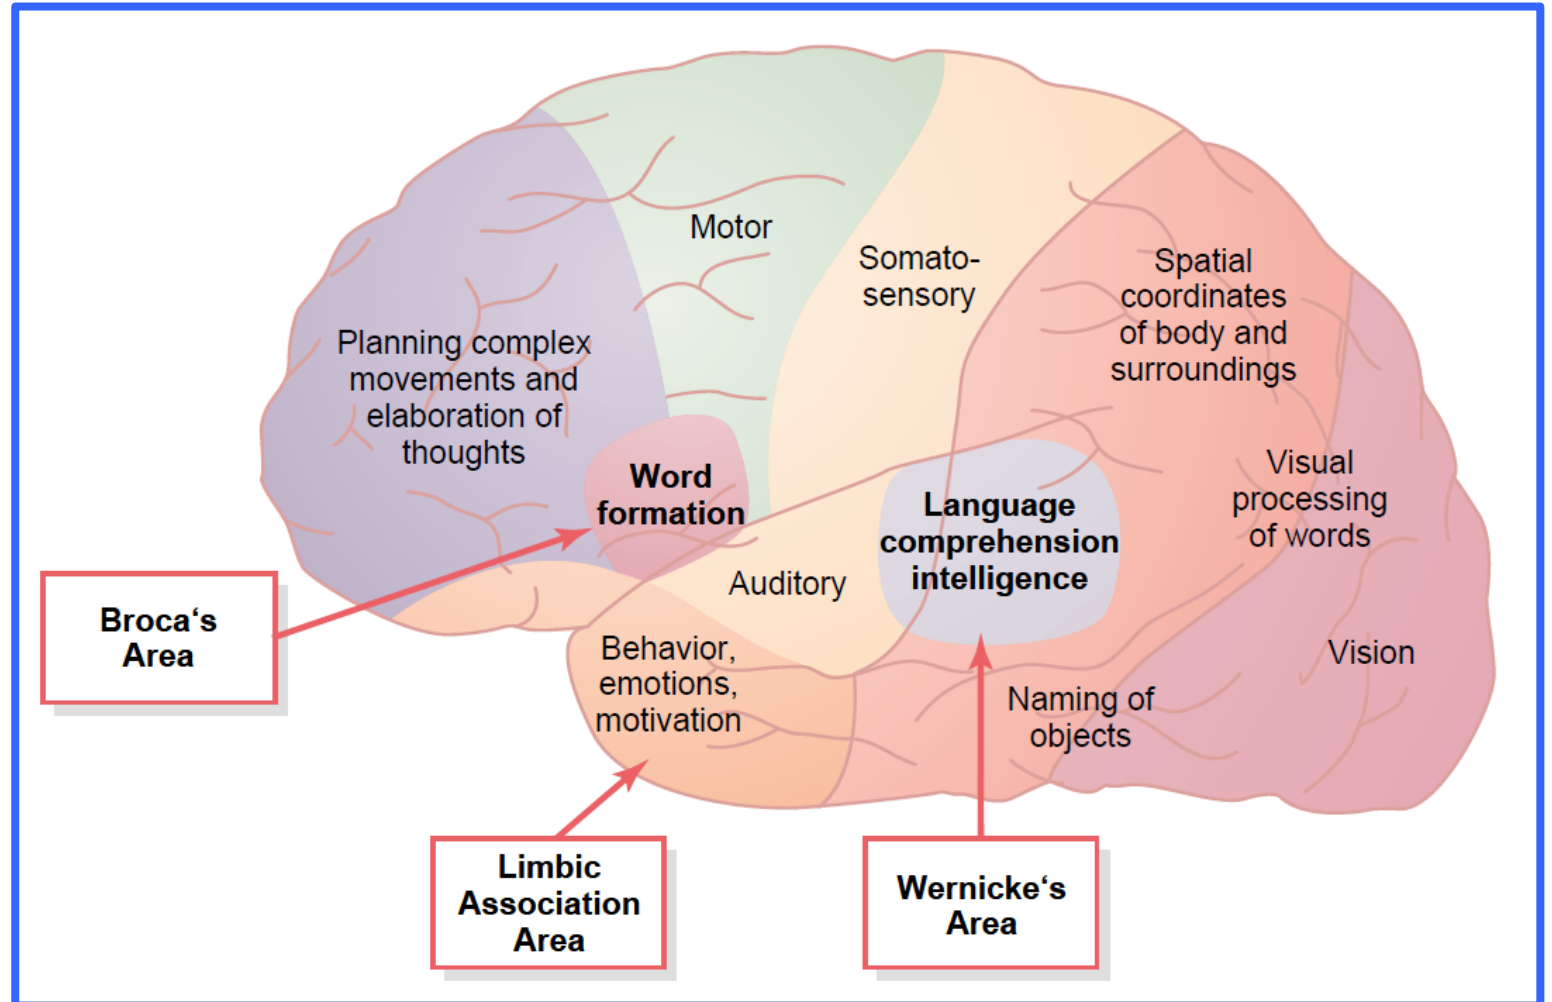 Motor
Somato-
sensory
Spatial
coordinates
of body and
surroundings
Planning complex
movements and
elaboration of
thoughts
Word
formation
Language
comprehension
intelligence
Visual
processing
of words
Auditory
Broca‘s
Area
Behavior,
emotions,
motivation
Vision
Naming of
objects
Limbic
Association
Area
Wernicke‘s
Area